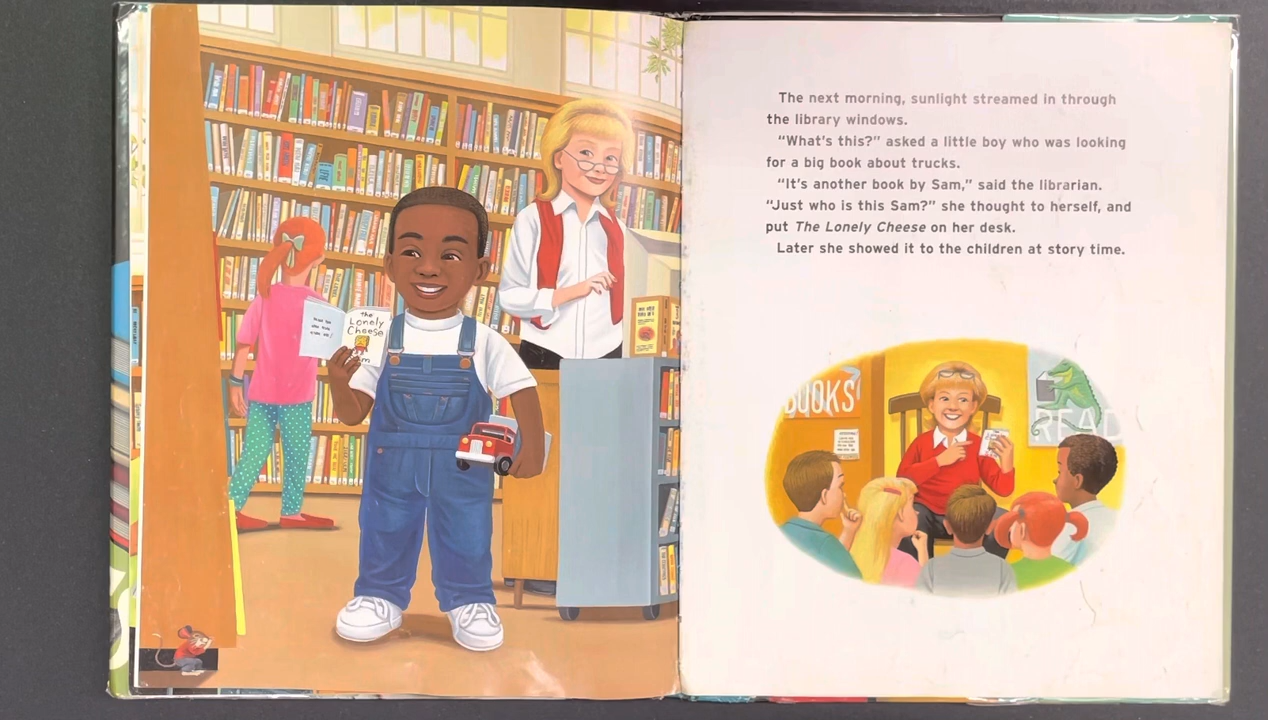 the
Lonely
Cheese
The next morning, sunlight streamed in through
the library windows.
“What's this?” asked a little boy who was looking
for a big book about trucks.
“It's another book by Sam,” said the librarian.
“Just who is this Sam?” she thought to herself, and
put The Lonely Cheese on her desk.
Later she showed it to the children at story time.
BOOKS
READ